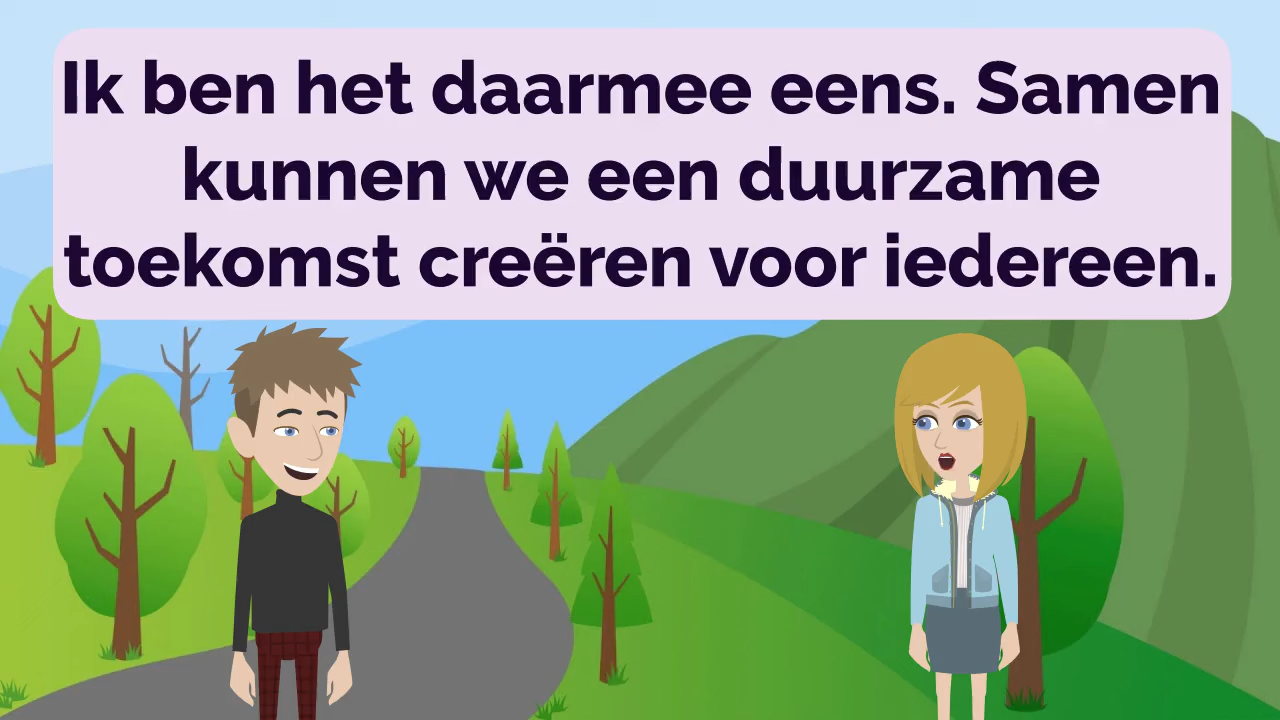 Ik ben het daarmee eens. Samen
kunnen we een duurzame
toekomst creëren voor iedereen.